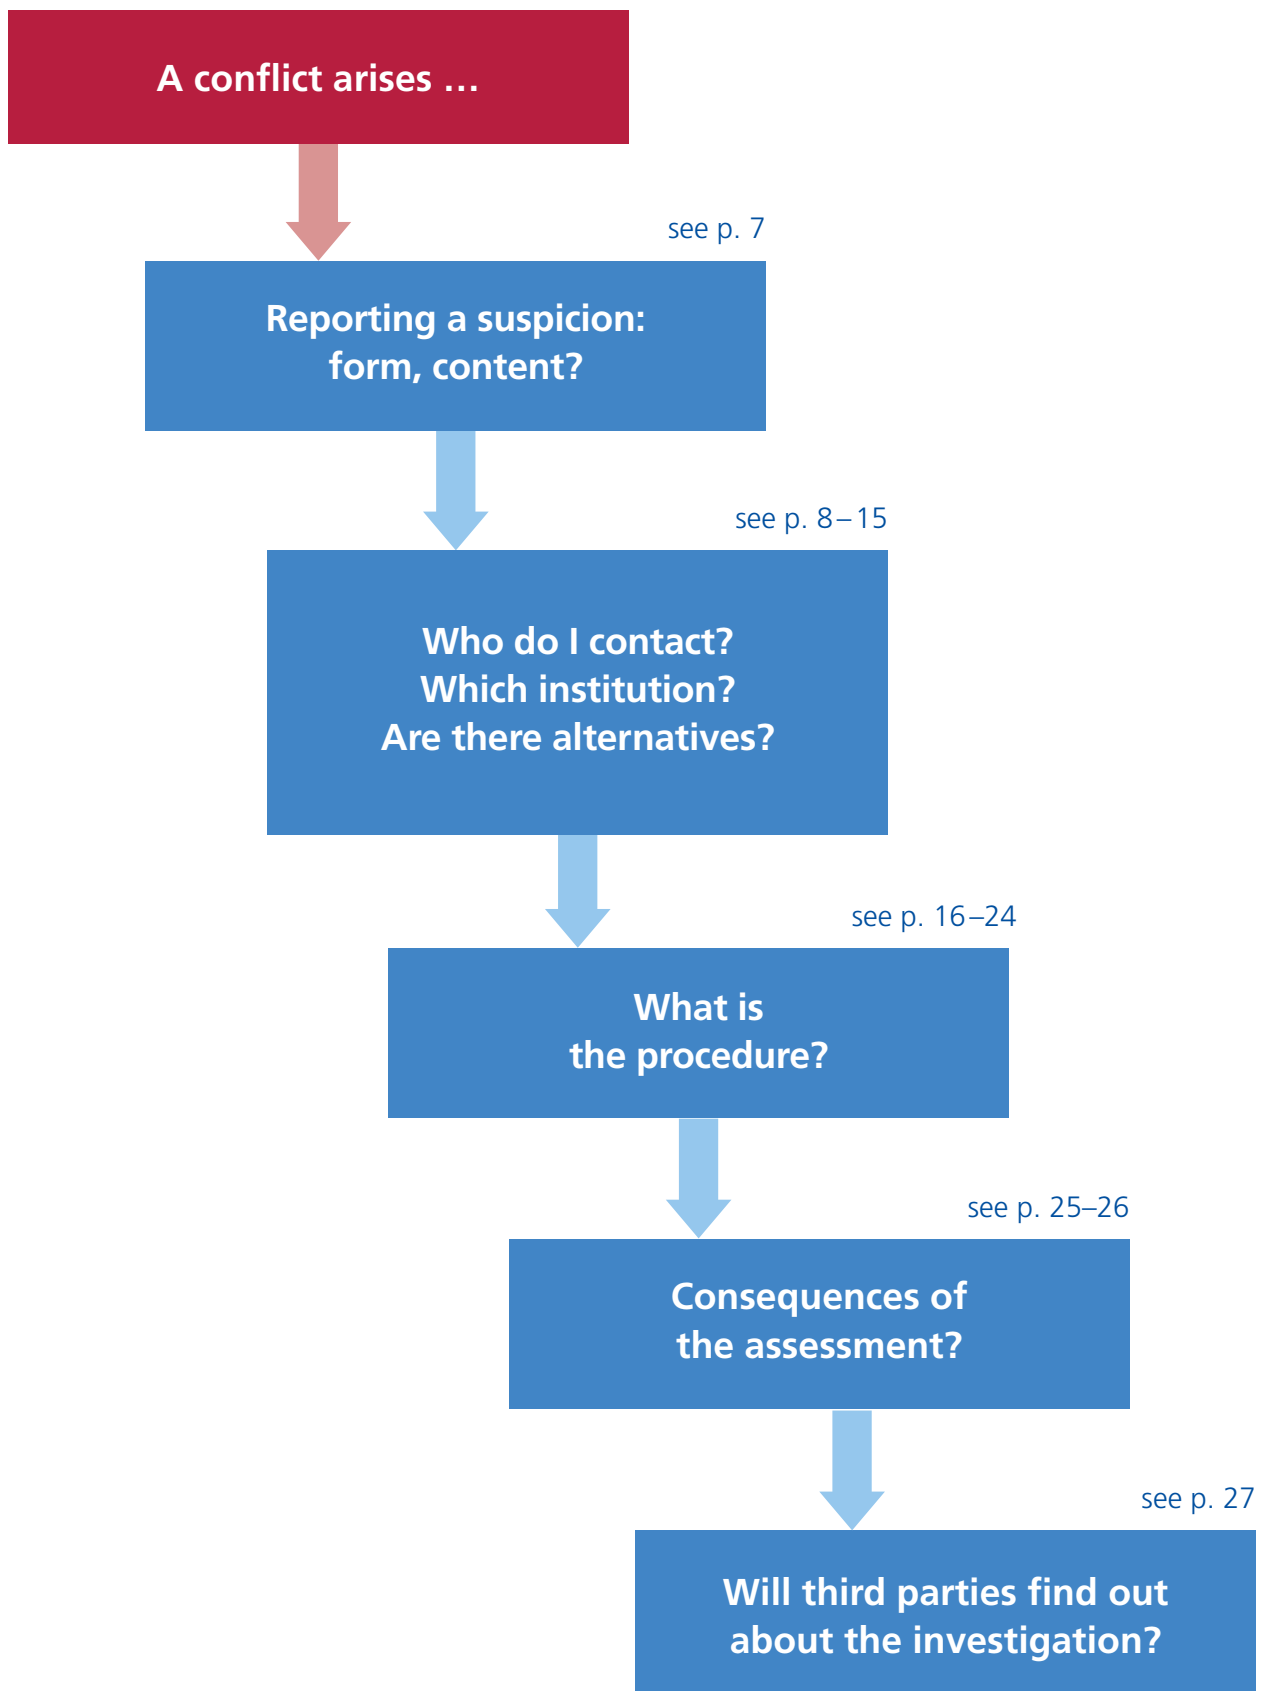 A conflict arises …
see p. 7
Reporting a suspicion:
form, content?
see p. 8–15
Who do I contact?
Which institution?
Are there alternatives?
see p. 16–24
What is
the procedure?
see p. 25–26
Consequences of
the assessment?
see p. 27
Will third parties find out
about the investigation?